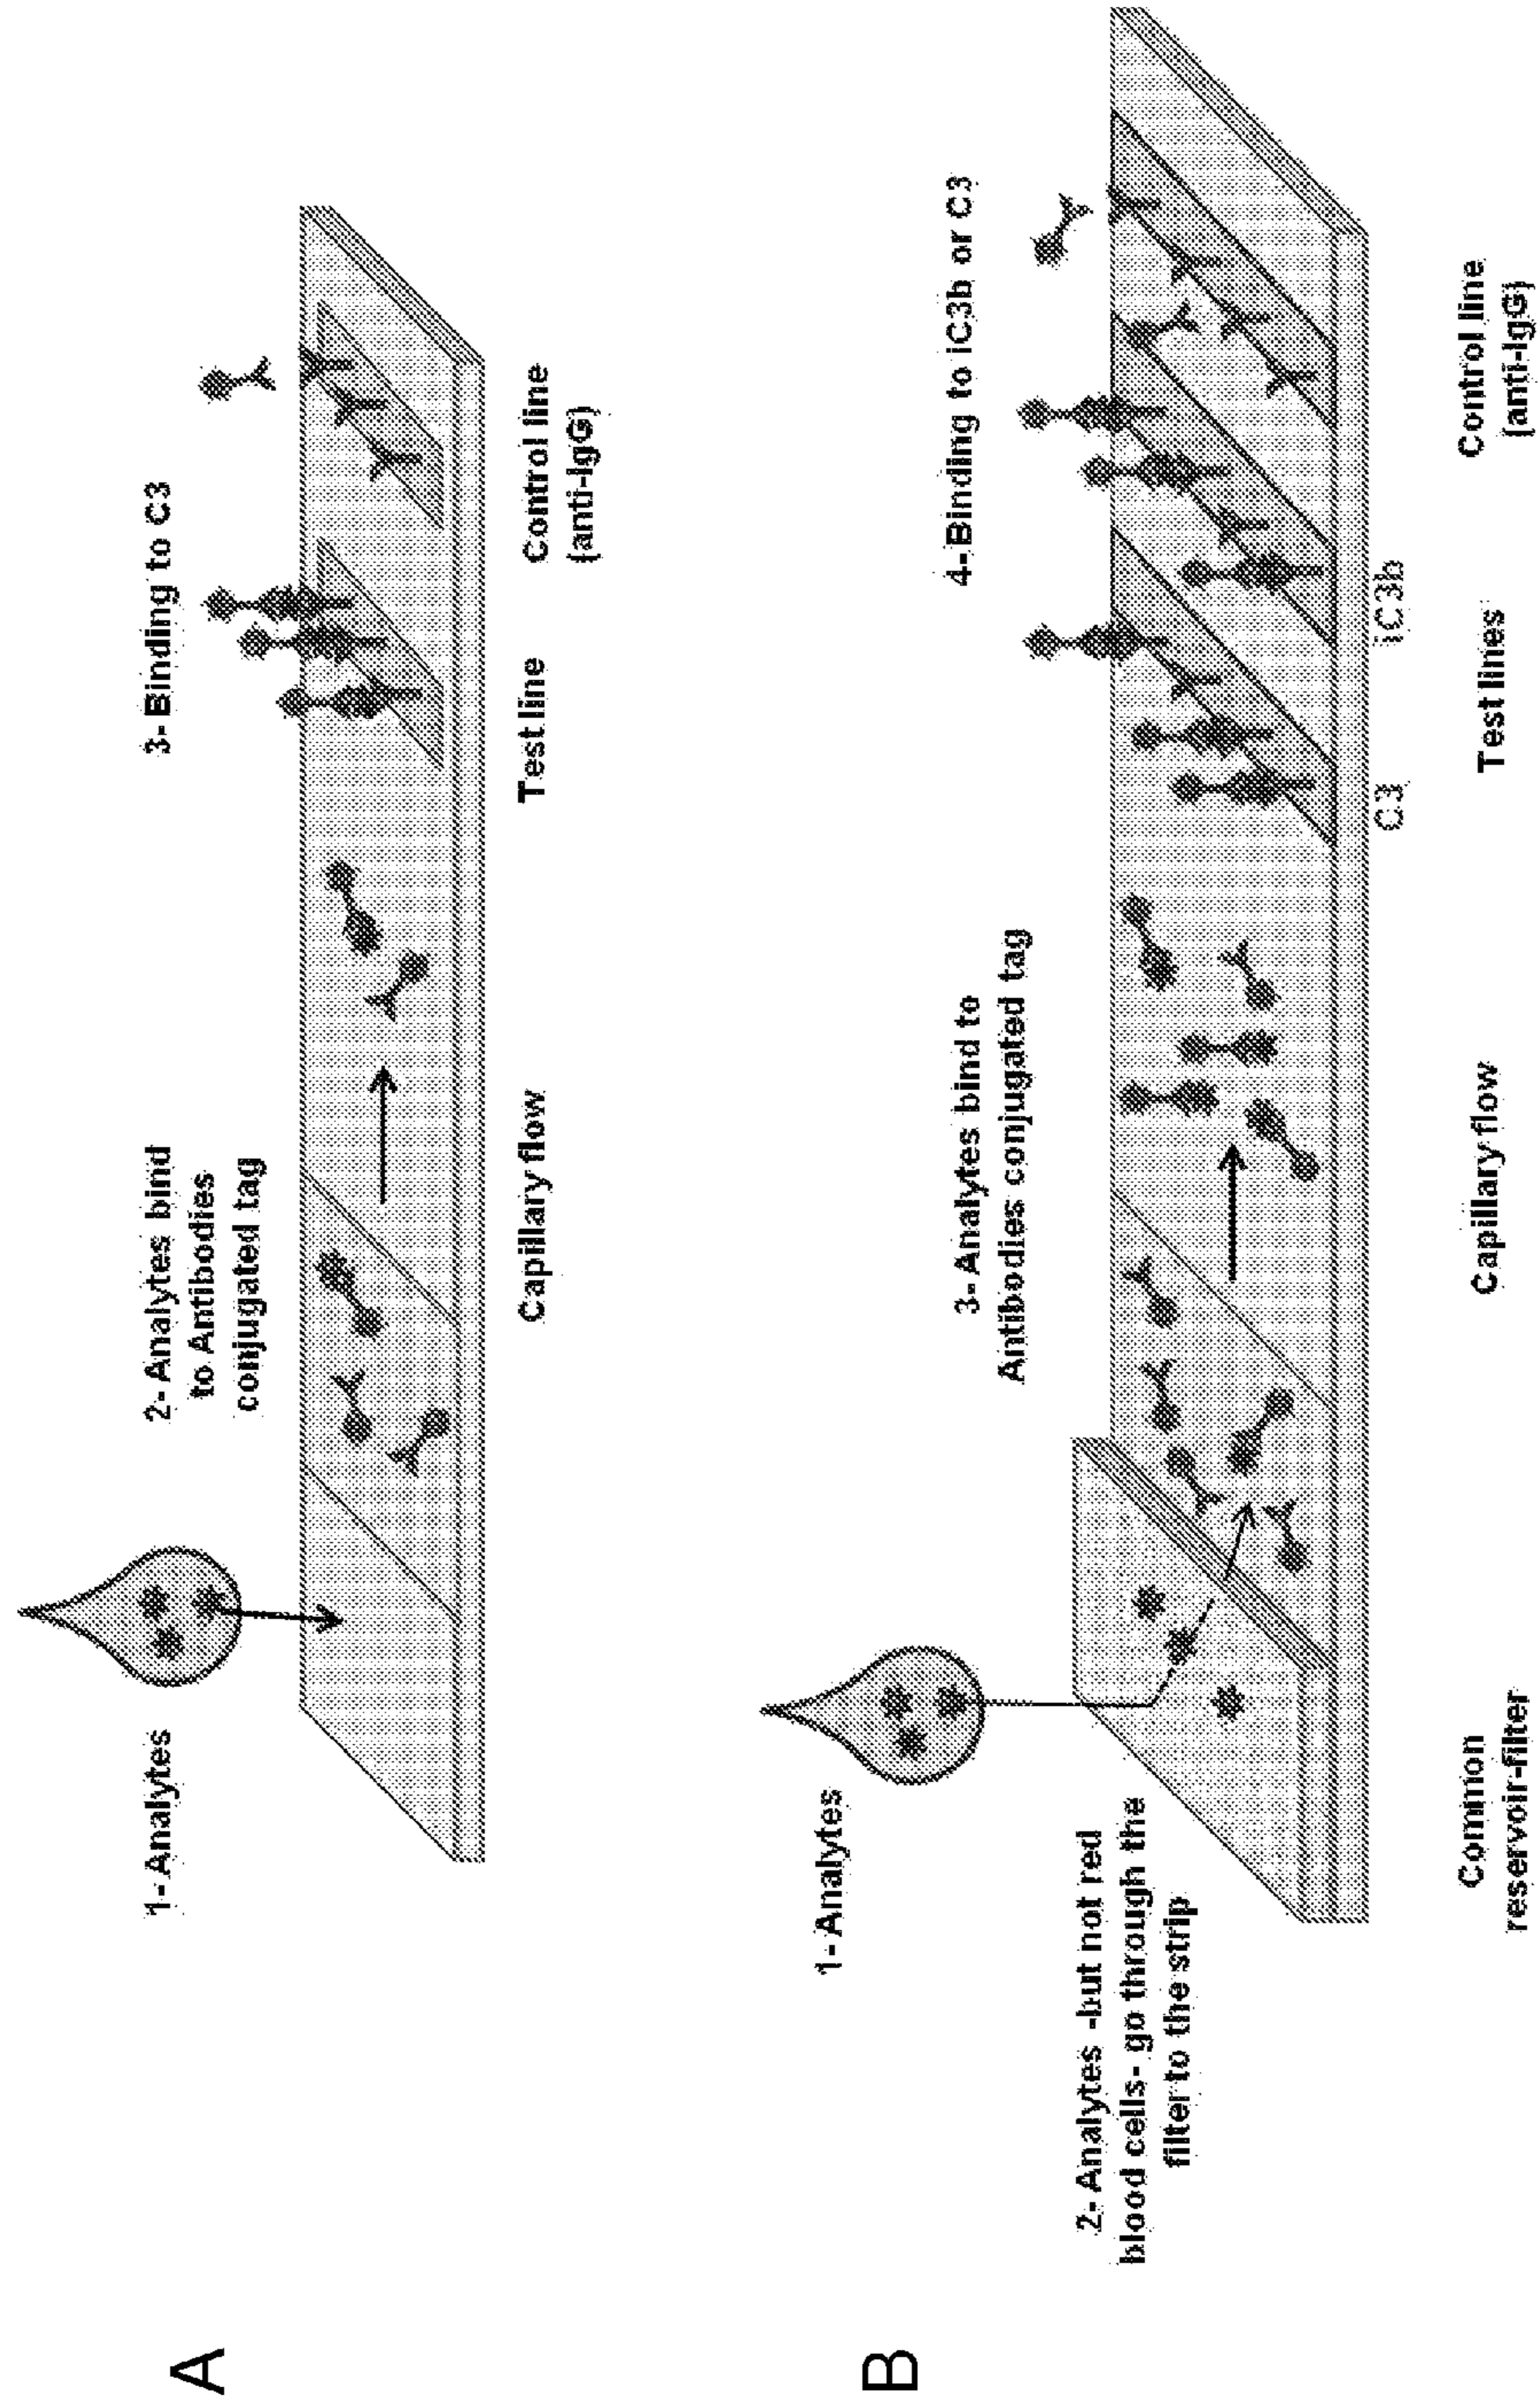 A
1- Analytes
2- Analytes bind
to Antibodies
conjugated tag
3- Binding to C3
Capillary flow
Test line
Control line
(anti-IgG)
B
1- Analytes
2- Analytes -but not red
blood cells- go through the
filter to the strip
3- Analytes bind to
Antibodies conjugated tag
4- Binding to iC3b or C3
C3
iC3b
Common
reservoir-filter
Capillary flow
Test lines
Control line
(anti-IgG)